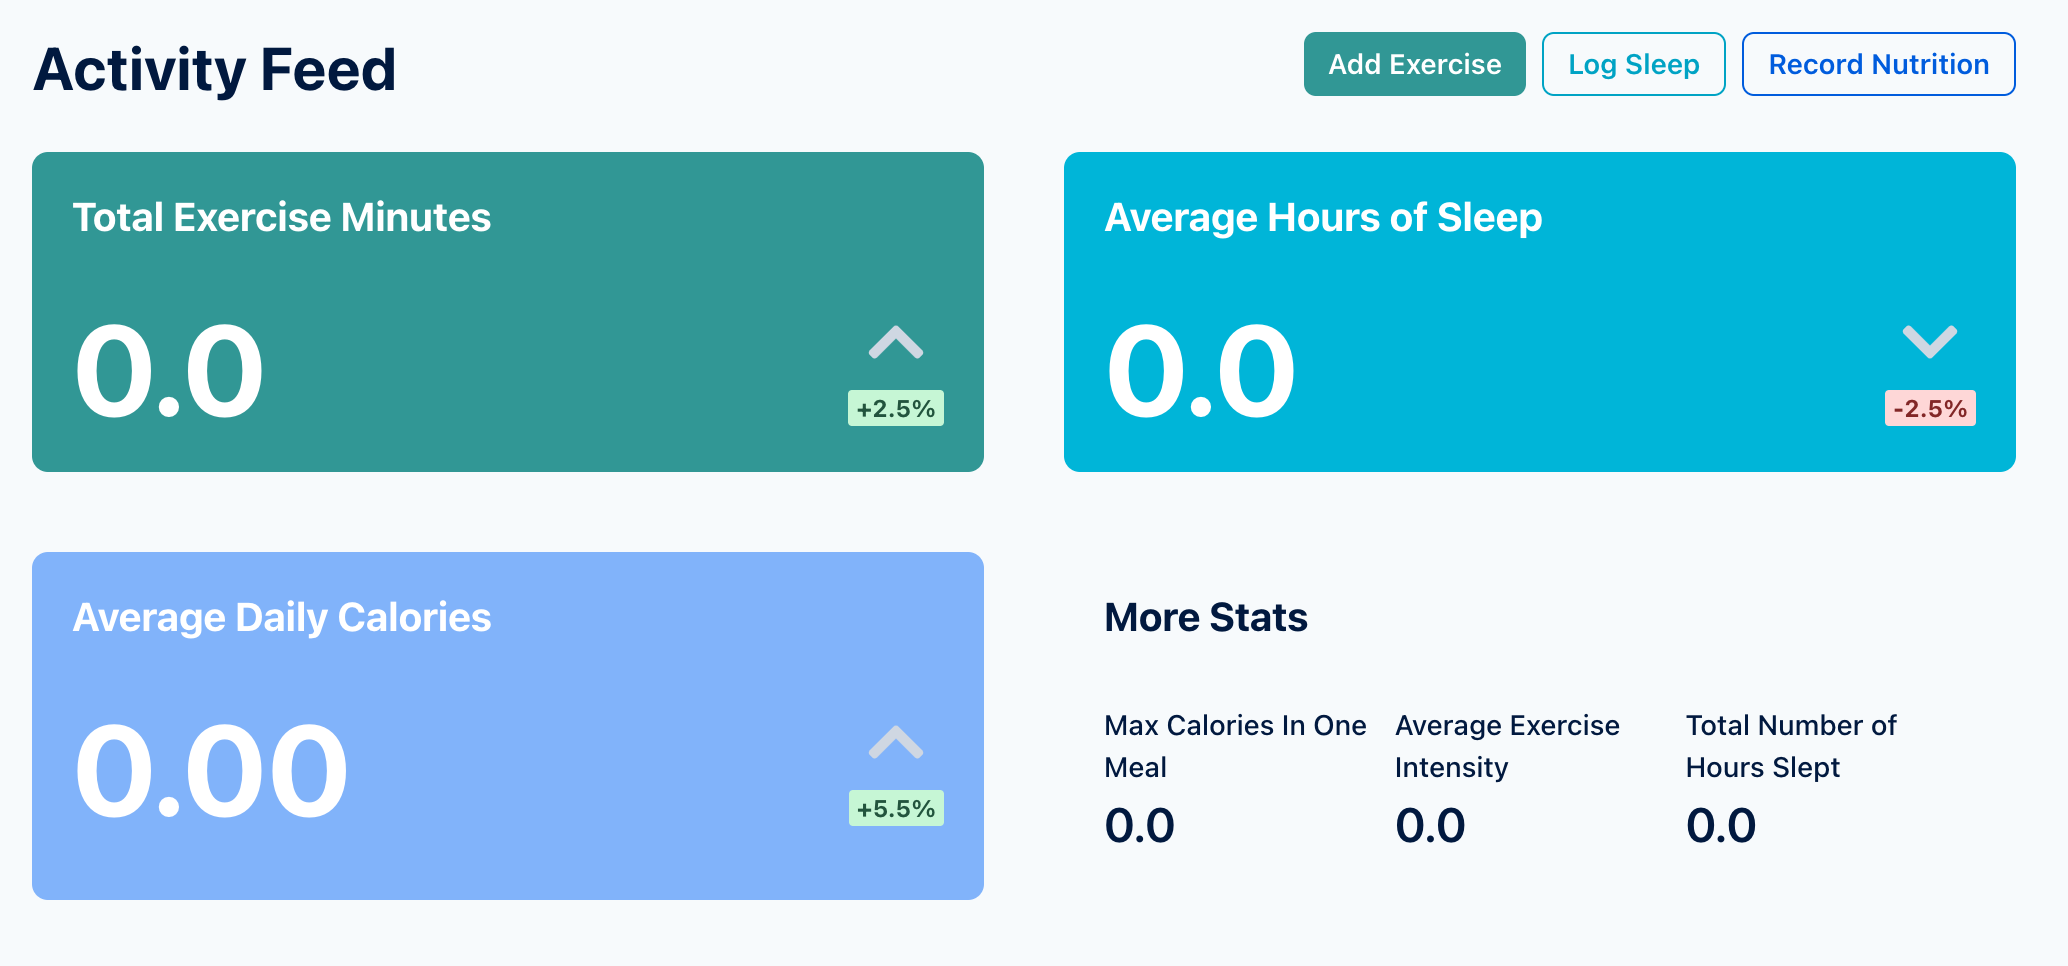 Activity Feed
Add Exercise
Log Sleep
Record Nutrition
Total Exercise Minutes
0.0
+2.5%
Average Hours of Sleep
0.0
-2.5%
Average Daily Calories
0.00
+5.5%
More Stats
Max Calories In One
Meal
0.0
Average Exercise
Intensity
0.0
Total Number of
Hours Slept
0.0